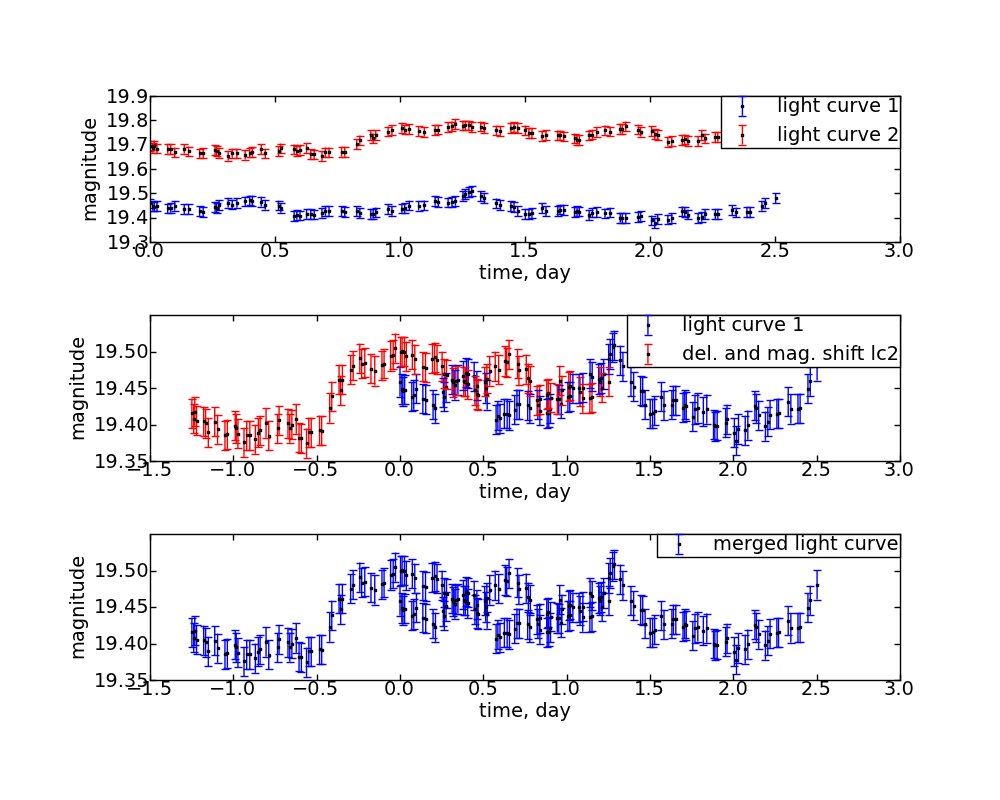 19.9
19.8
19.7
19.6
19.5
19.4
19.3
magnitude
light curve 1
light curve 2
0.0 0.5 1.0 1.5 2.0 2.5 3.0
time, day
19.50
19.45
19.40
19.35
magnitude
light curve 1
del. and mag. shift lc2
−1.5 −1.0 −0.5 0.0 0.5 1.0 1.5 2.0 2.5 3.0
time, day
19.50
19.45
19.40
19.35
magnitude
merged light curve
−1.5 −1.0 −0.5 0.0 0.5 1.0 1.5 2.0 2.5 3.0
time, day